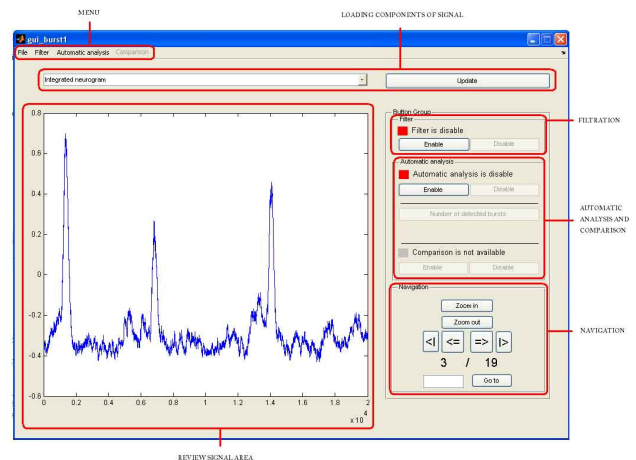 MENU
LOADING COMPONENTS OF SIGNAL
gui_burst1
File Filter Automatic analysis Comparison
Integrated neurogram
Update
Button Group
Filter
Filter is disable
Enable Disable
FILTRATION
Automatic analysis
Automatic analysis is disable
Enable Disable
Number of detected bursts
AUTOMATIC
ANALYSIS AND
COMPARISON
Comparison is not available
Enable Disable
Navigation
Zoom in
Zoom out
<| <= => |>
3 / 19
Go to
NAVIGATION
0.8
0.6
0.4
0.2
0
-0.2
-0.4
-0.6
0 0.2 0.4 0.6 0.8 1 1.2 1.4 1.6 1.8 2
x 10^4
REVIEW SIGNAL AREA